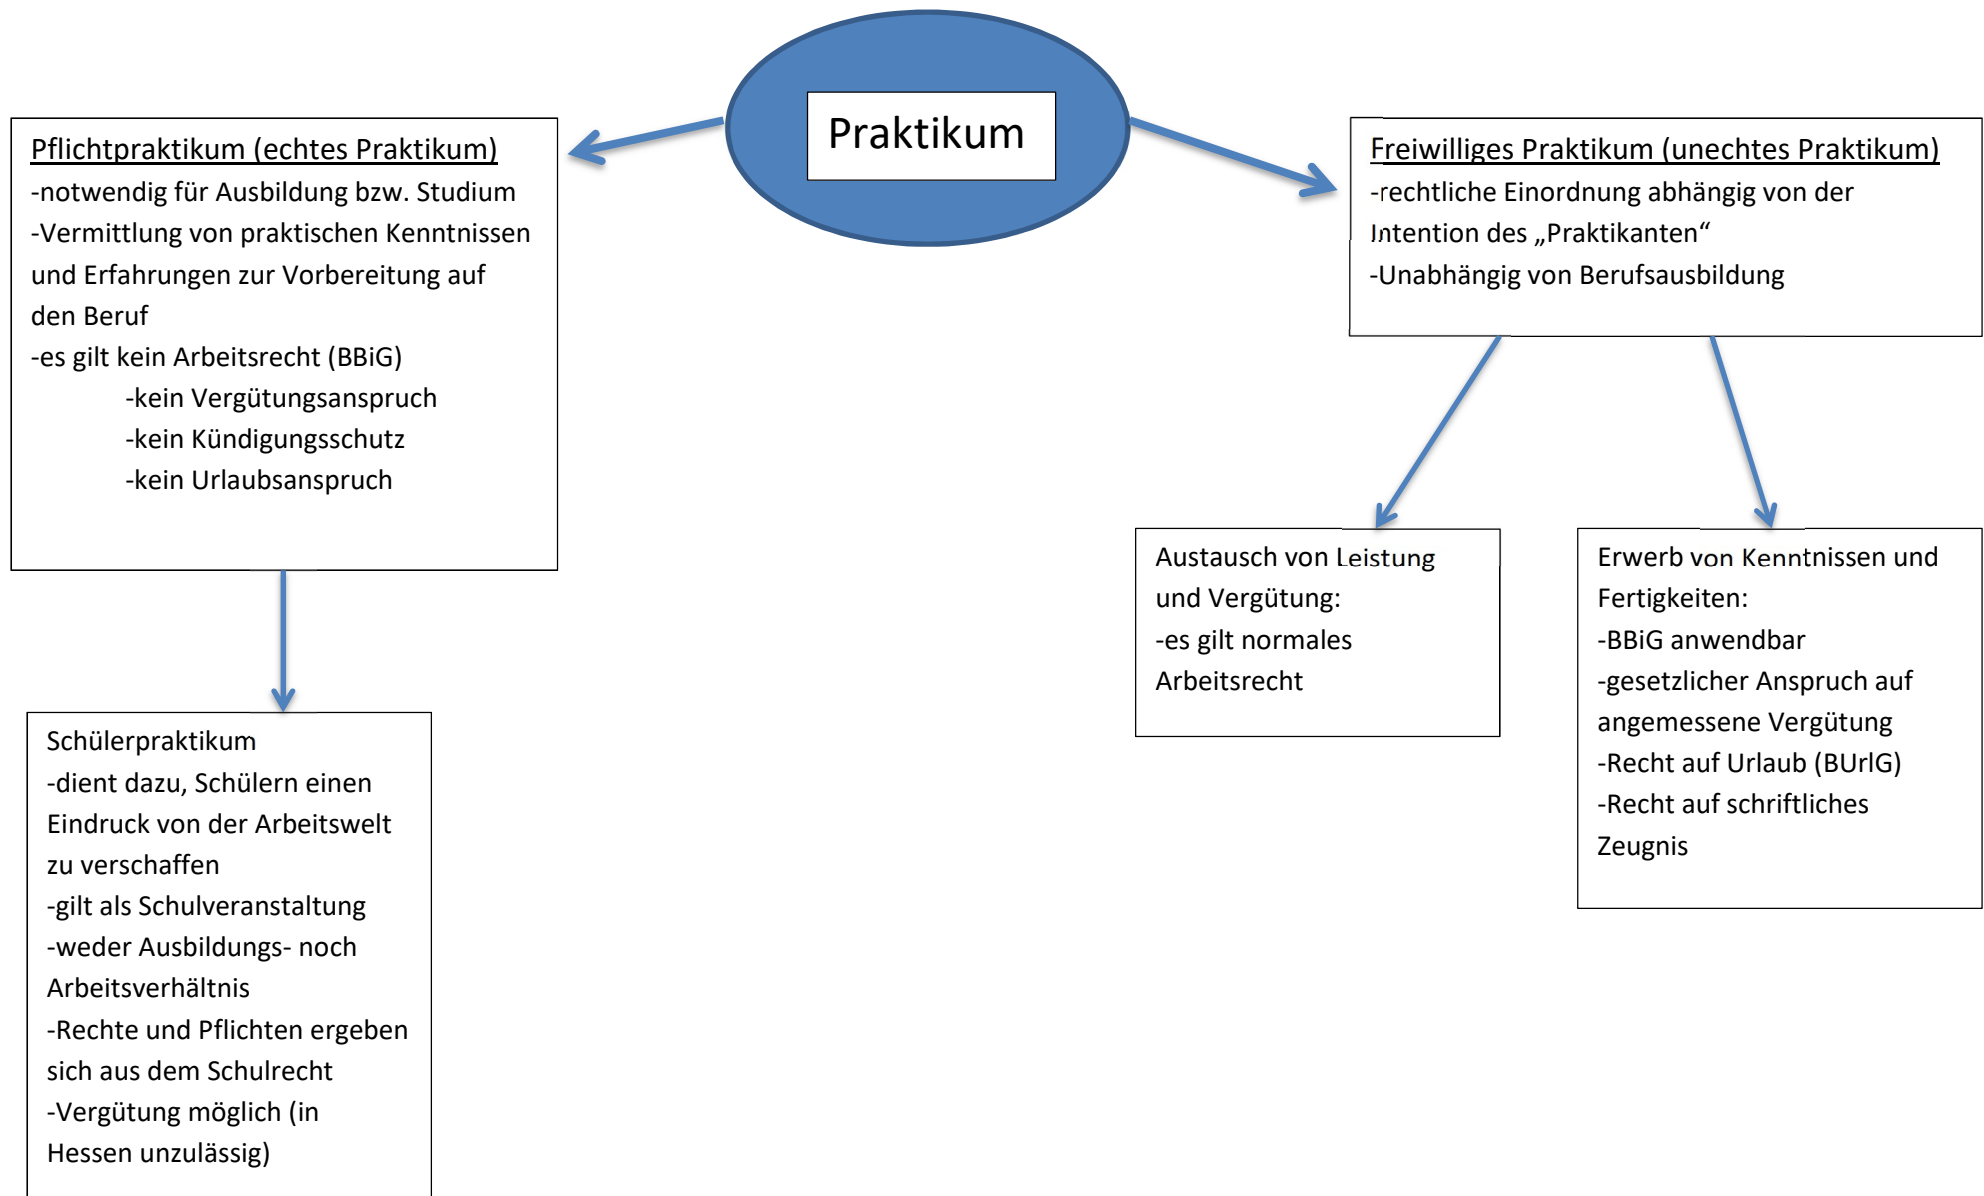 Praktikum
Pflichtpraktikum (echtes Praktikum)
-notwendig für Ausbildung bzw. Studium
-Vermittlung von praktischen Kenntnissen
und Erfahrungen zur Vorbereitung auf
den Beruf
-es gilt kein Arbeitsrecht (BBiG)
-kein Vergütungsanspruch
-kein Kündigungsschutz
-kein Urlaubsanspruch
Schülerpraktikum
-dient dazu, Schülern einen
Eindruck von der Arbeitswelt
zu verschaffen
-gilt als Schulveranstaltung
-weder Ausbildungs- noch
Arbeitsverhältnis
-Rechte und Pflichten ergeben
sich aus dem Schulrecht
-Vergütung möglich (in
Hessen unzulässig)
Freiwilliges Praktikum (unechtes Praktikum)
-rechtliche Einordnung abhängig von der
Intention des „Praktikanten“
-Unabhängig von Berufsausbildung
Austausch von Leistung
und Vergütung:
-es gilt normales
Arbeitsrecht
Erwerb von Kenntnissen und
Fertigkeiten:
-BBiG anwendbar
-gesetzlicher Anspruch auf
angemessene Vergütung
-Recht auf Urlaub (BUrlG)
-Recht auf schriftliches
Zeugnis